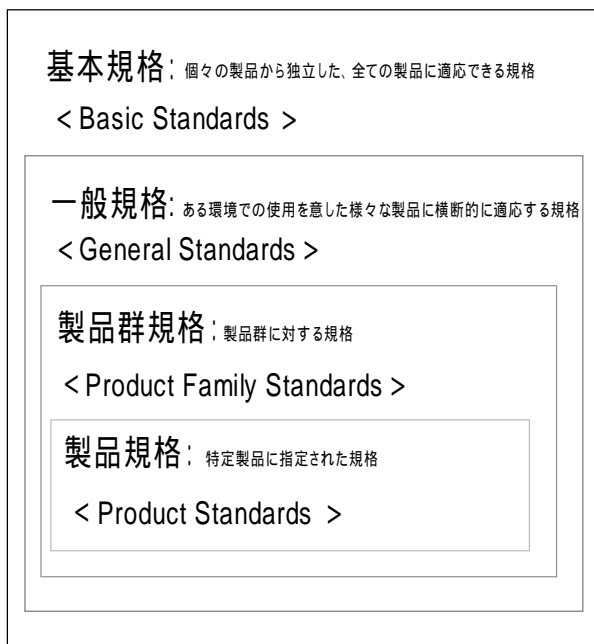 基本規格: 個々の製品から独立した、全ての製品に適応できる規格
< Basic Standards >
一般規格: ある環境での使用を意した様々な製品に横断的に適応する規格
< General Standards >
製品群規格: 製品群に対する規格
< Product Family Standards >
製品規格: 特定製品に指定された規格
< Product Standards >